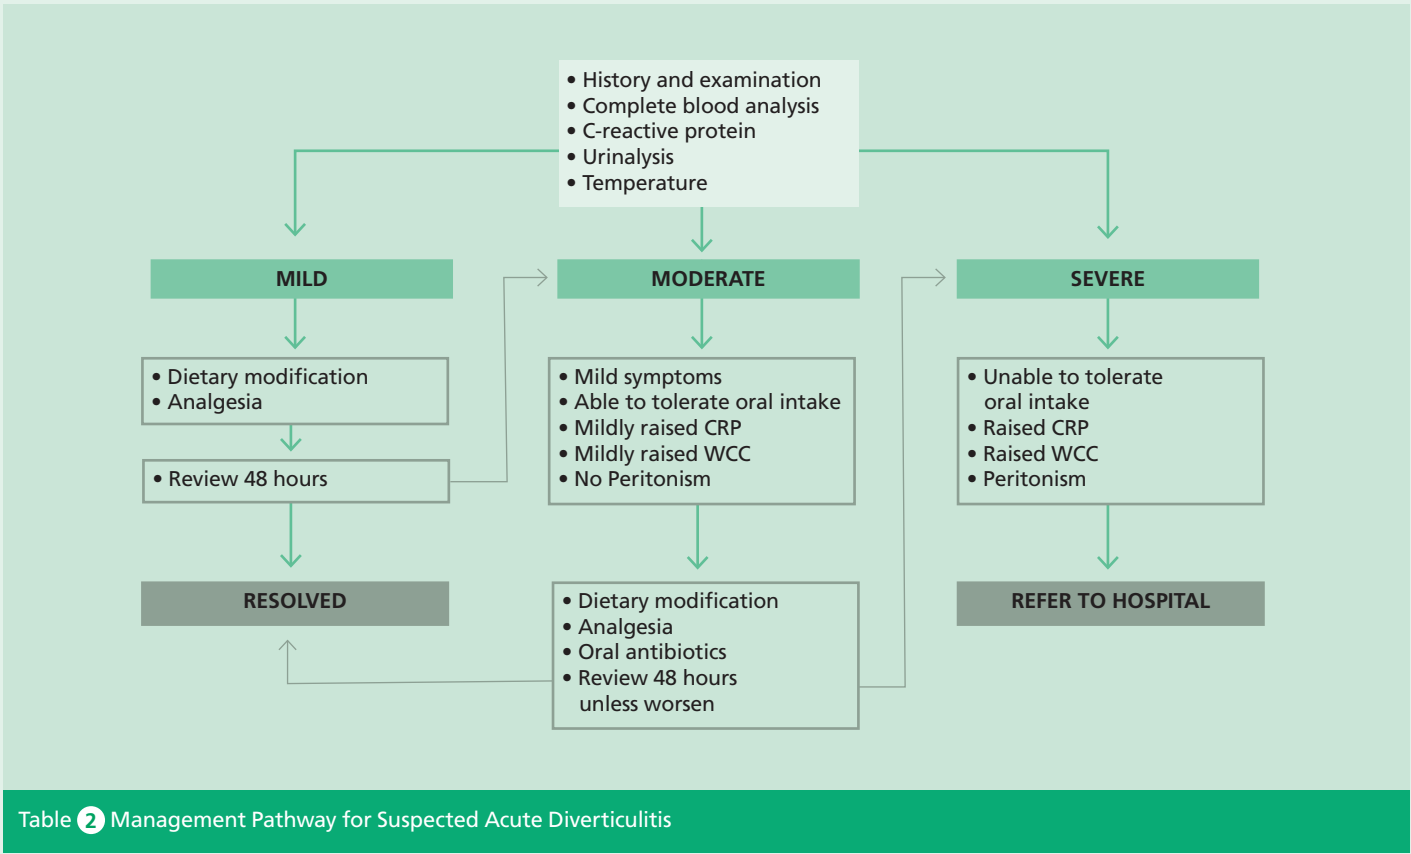 • History and examination
• Complete blood analysis
• C-reactive protein
• Urinalysis
• Temperature
MILD
• Dietary modification
• Analgesia
• Review 48 hours
RESOLVED
MODERATE
• Mild symptoms
• Able to tolerate oral intake
• Mildly raised CRP
• Mildly raised WCC
• No Peritonism
• Dietary modification
• Analgesia
• Oral antibiotics
• Review 48 hours
unless worsen
SEVERE
• Unable to tolerate
oral intake
• Raised CRP
• Raised WCC
• Peritonism
REFER TO HOSPITAL
Table 2 Management Pathway for Suspected Acute Diverticulitis